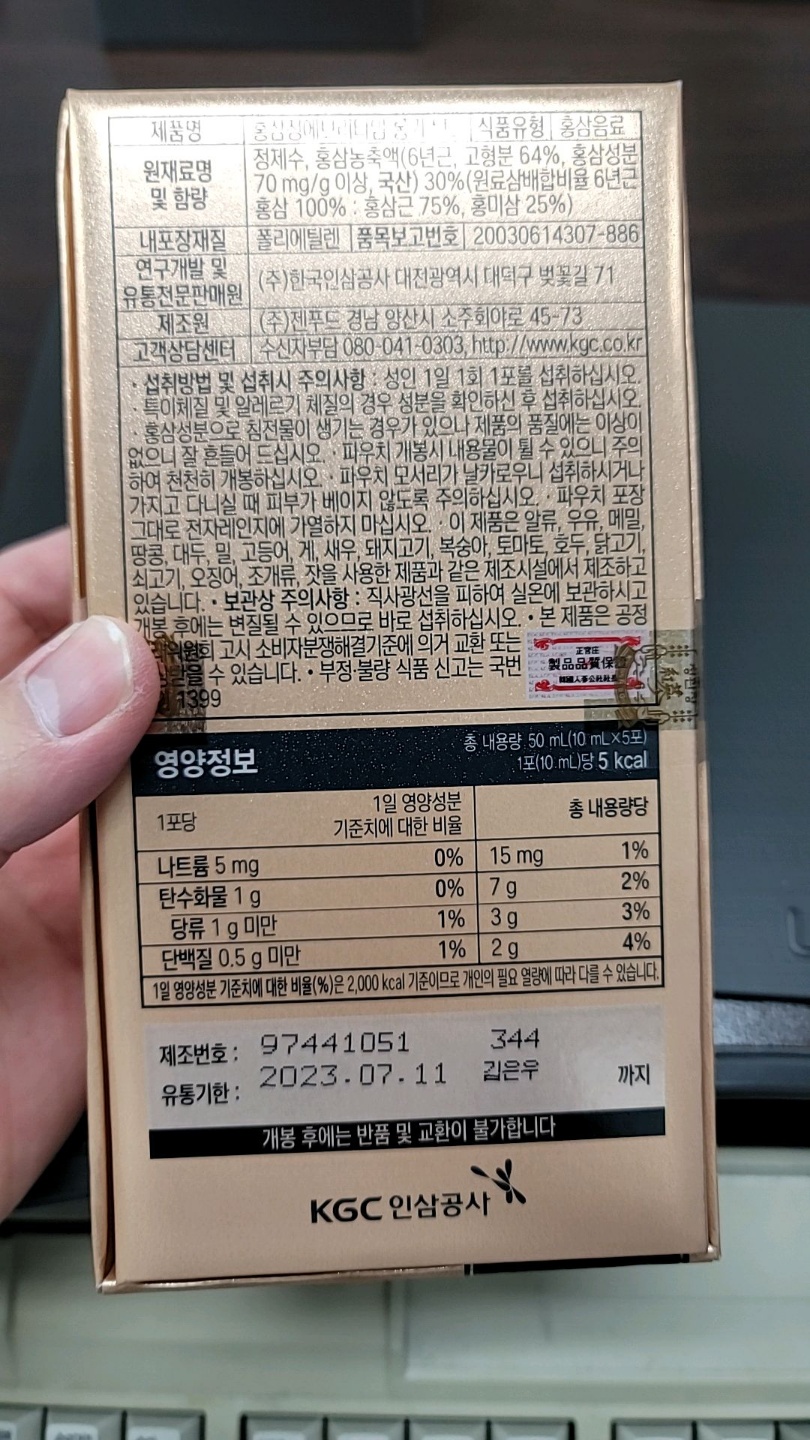 제품명 홍삼정에브리타임 식품유형 홍삼음료
원재료명 및 함량
정제수, 홍삼농축액(6년근, 고형분 64%, 홍삼성분
70 mg/g 이상, 국산) 30%(원료삼배합비율 6년근
홍삼 100% : 홍삼근 75%, 홍미삼 25%)
내포장재질 폴리에틸렌 품목보고번호 20030614307-886
연구개발 및 유통전문판매원
(주)한국인삼공사 대전광역시 대덕구 벚꽃길 71
제조원 (주)젠푸드 경남 양산시 소주회야로 45-73
고객상담센터 수신자부담 080-041-0303, http://www.kgc.co.kr
· 섭취방법 및 섭취시 주의사항 : 성인 1일 1회 1포를 섭취하십시오.
· 특이체질 및 알레르기 체질의 경우 성분을 확인하신 후 섭취하십시오.
· 홍삼성분으로 침전물이 생기는 경우가 있으나 제품의 품질에는 이상이
없으니 잘 흔들어 드십시오. · 파우치 개봉시 내용물이 튈 수 있으니 주의
하여 천천히 개봉하십시오. · 파우치 모서리가 날카로우니 섭취하시거나
가지고 다니실 때 피부가 베이지 않도록 주의하십시오. · 파우치 포장
그대로 전자레인지에 가열하지 마십시오. · 이 제품은 알류, 우유, 메밀,
땅콩, 대두, 밀, 고등어, 게, 새우, 돼지고기, 복숭아, 토마토, 호두, 닭고기,
쇠고기, 오징어, 조개류, 잣을 사용한 제품과 같은 제조시설에서 제조하고
있습니다. • 보관상 주의사항 : 직사광선을 피하여 실온에 보관하시고
개봉 후에는 변질될 수 있으므로 바로 섭취하십시오. • 본 제품은 공정
위원회 고시 소비자분쟁해결기준에 의거 교환 또는
수 있습니다. • 부정·불량 식품 신고는 국번
1399
正官庄
製品品質保證
영양정보
총 내용량 50 mL(10 mL×5포)
1포(10 mL)당 5 kcal
1포당 1일 영양성분 기준치에 대한 비율 총 내용량당
나트륨 5 mg 0% 15 mg 1%
탄수화물 1 g 0% 7 g 2%
당류 1 g 미만 1% 3 g 3%
단백질 0.5 g 미만 1% 2 g 4%
1일 영양성분 기준치에 대한 비율(%)은 2,000 kcal 기준이므로 개인의 필요 열량에 따라 다를 수 있습니다.
제조번호 : 97441051 344
유통기한 : 2023.07.11 김은우 까지
개봉 후에는 반품 및 교환이 불가합니다
KGC 인삼공사